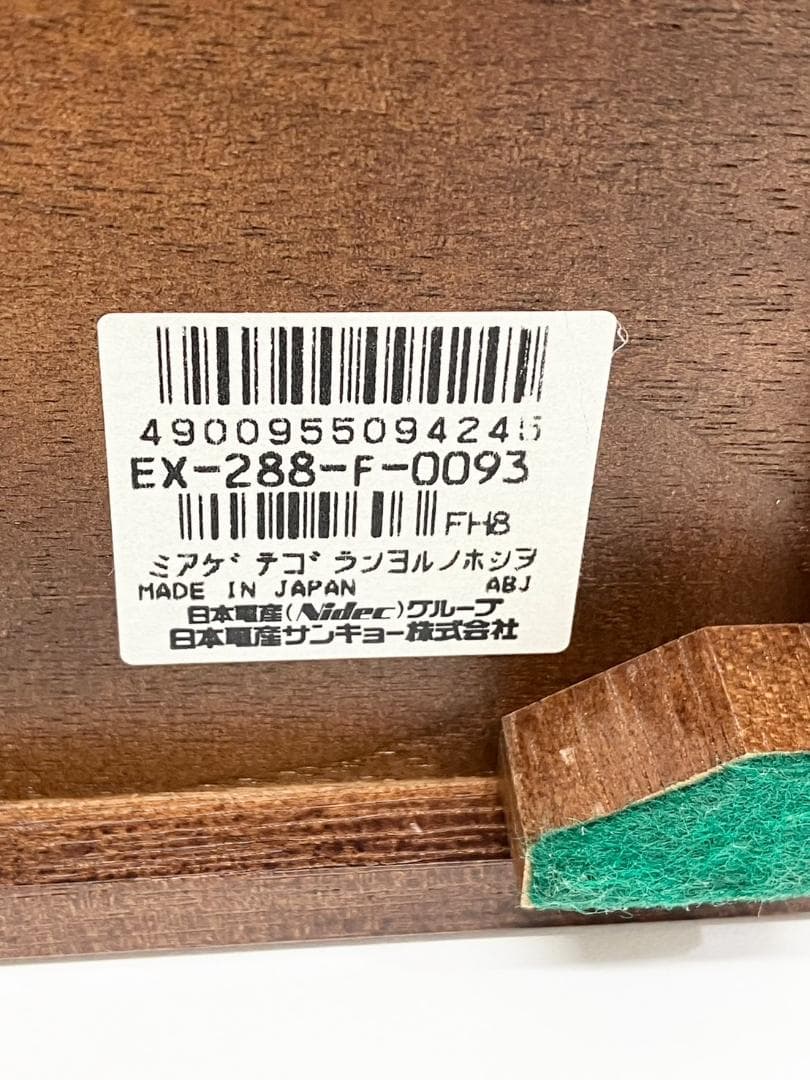 4900955094245
EX-288-F-0093
FH8
ミアゲ テゴ ランヨルノホシヲ
MADE IN JAPAN ABJ
日本電産(Nidec)グループ
日本電産サンキョー株式会社